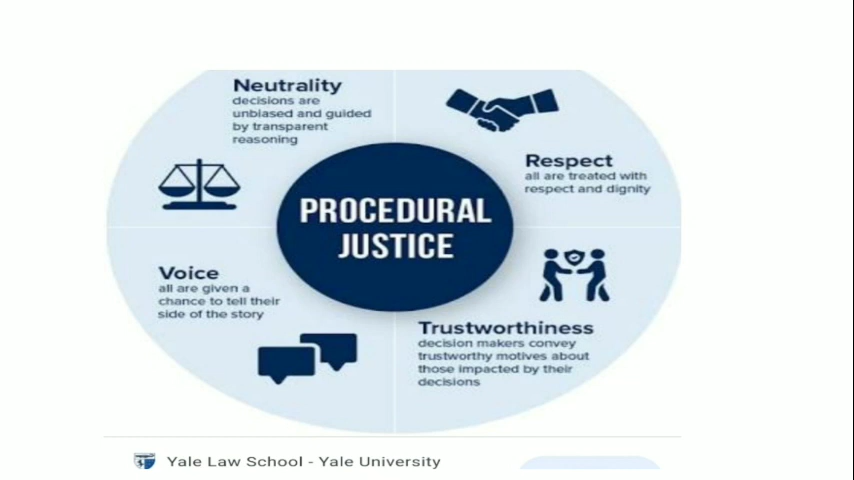 Neutrality
decisions are
unbiased and guided
by transparent
reasoning
Respect
all are treated with
respect and dignity
PROCEDURAL
JUSTICE
Voice
all are given a
chance to tell their
side of the story
Trustworthiness
decision makers convey
trustworthy motives about
those impacted by their
decisions
Yale Law School - Yale University